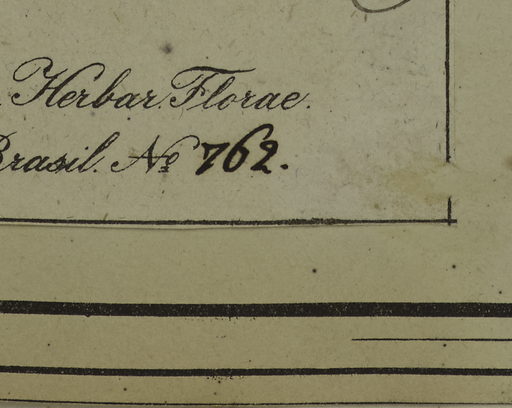 Herbar. Florae.
Brasil. No 762.